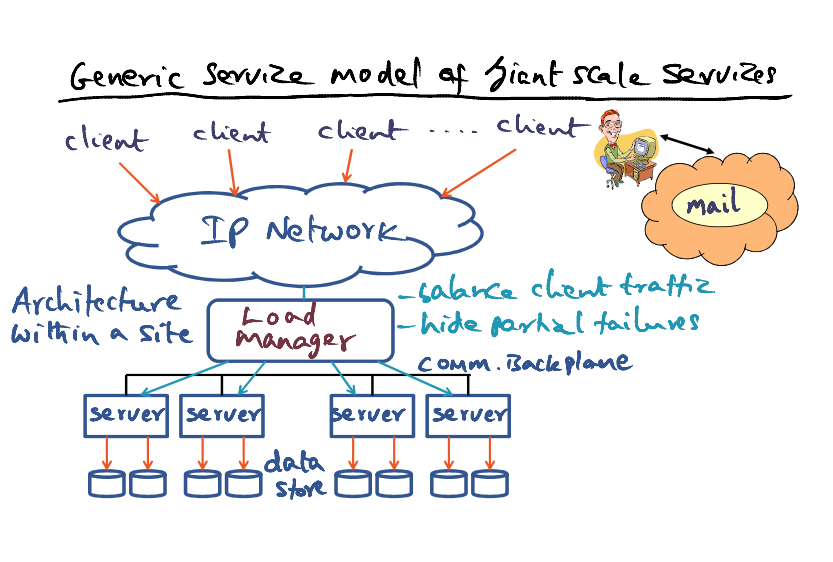 Generic Service model of Giant scale Services
client client client .... client
mail
IP Network
Architecture
within a site
Load
manager
- balance client traffic
- hide partial failures
comm. Backplane
server server server server
data
store